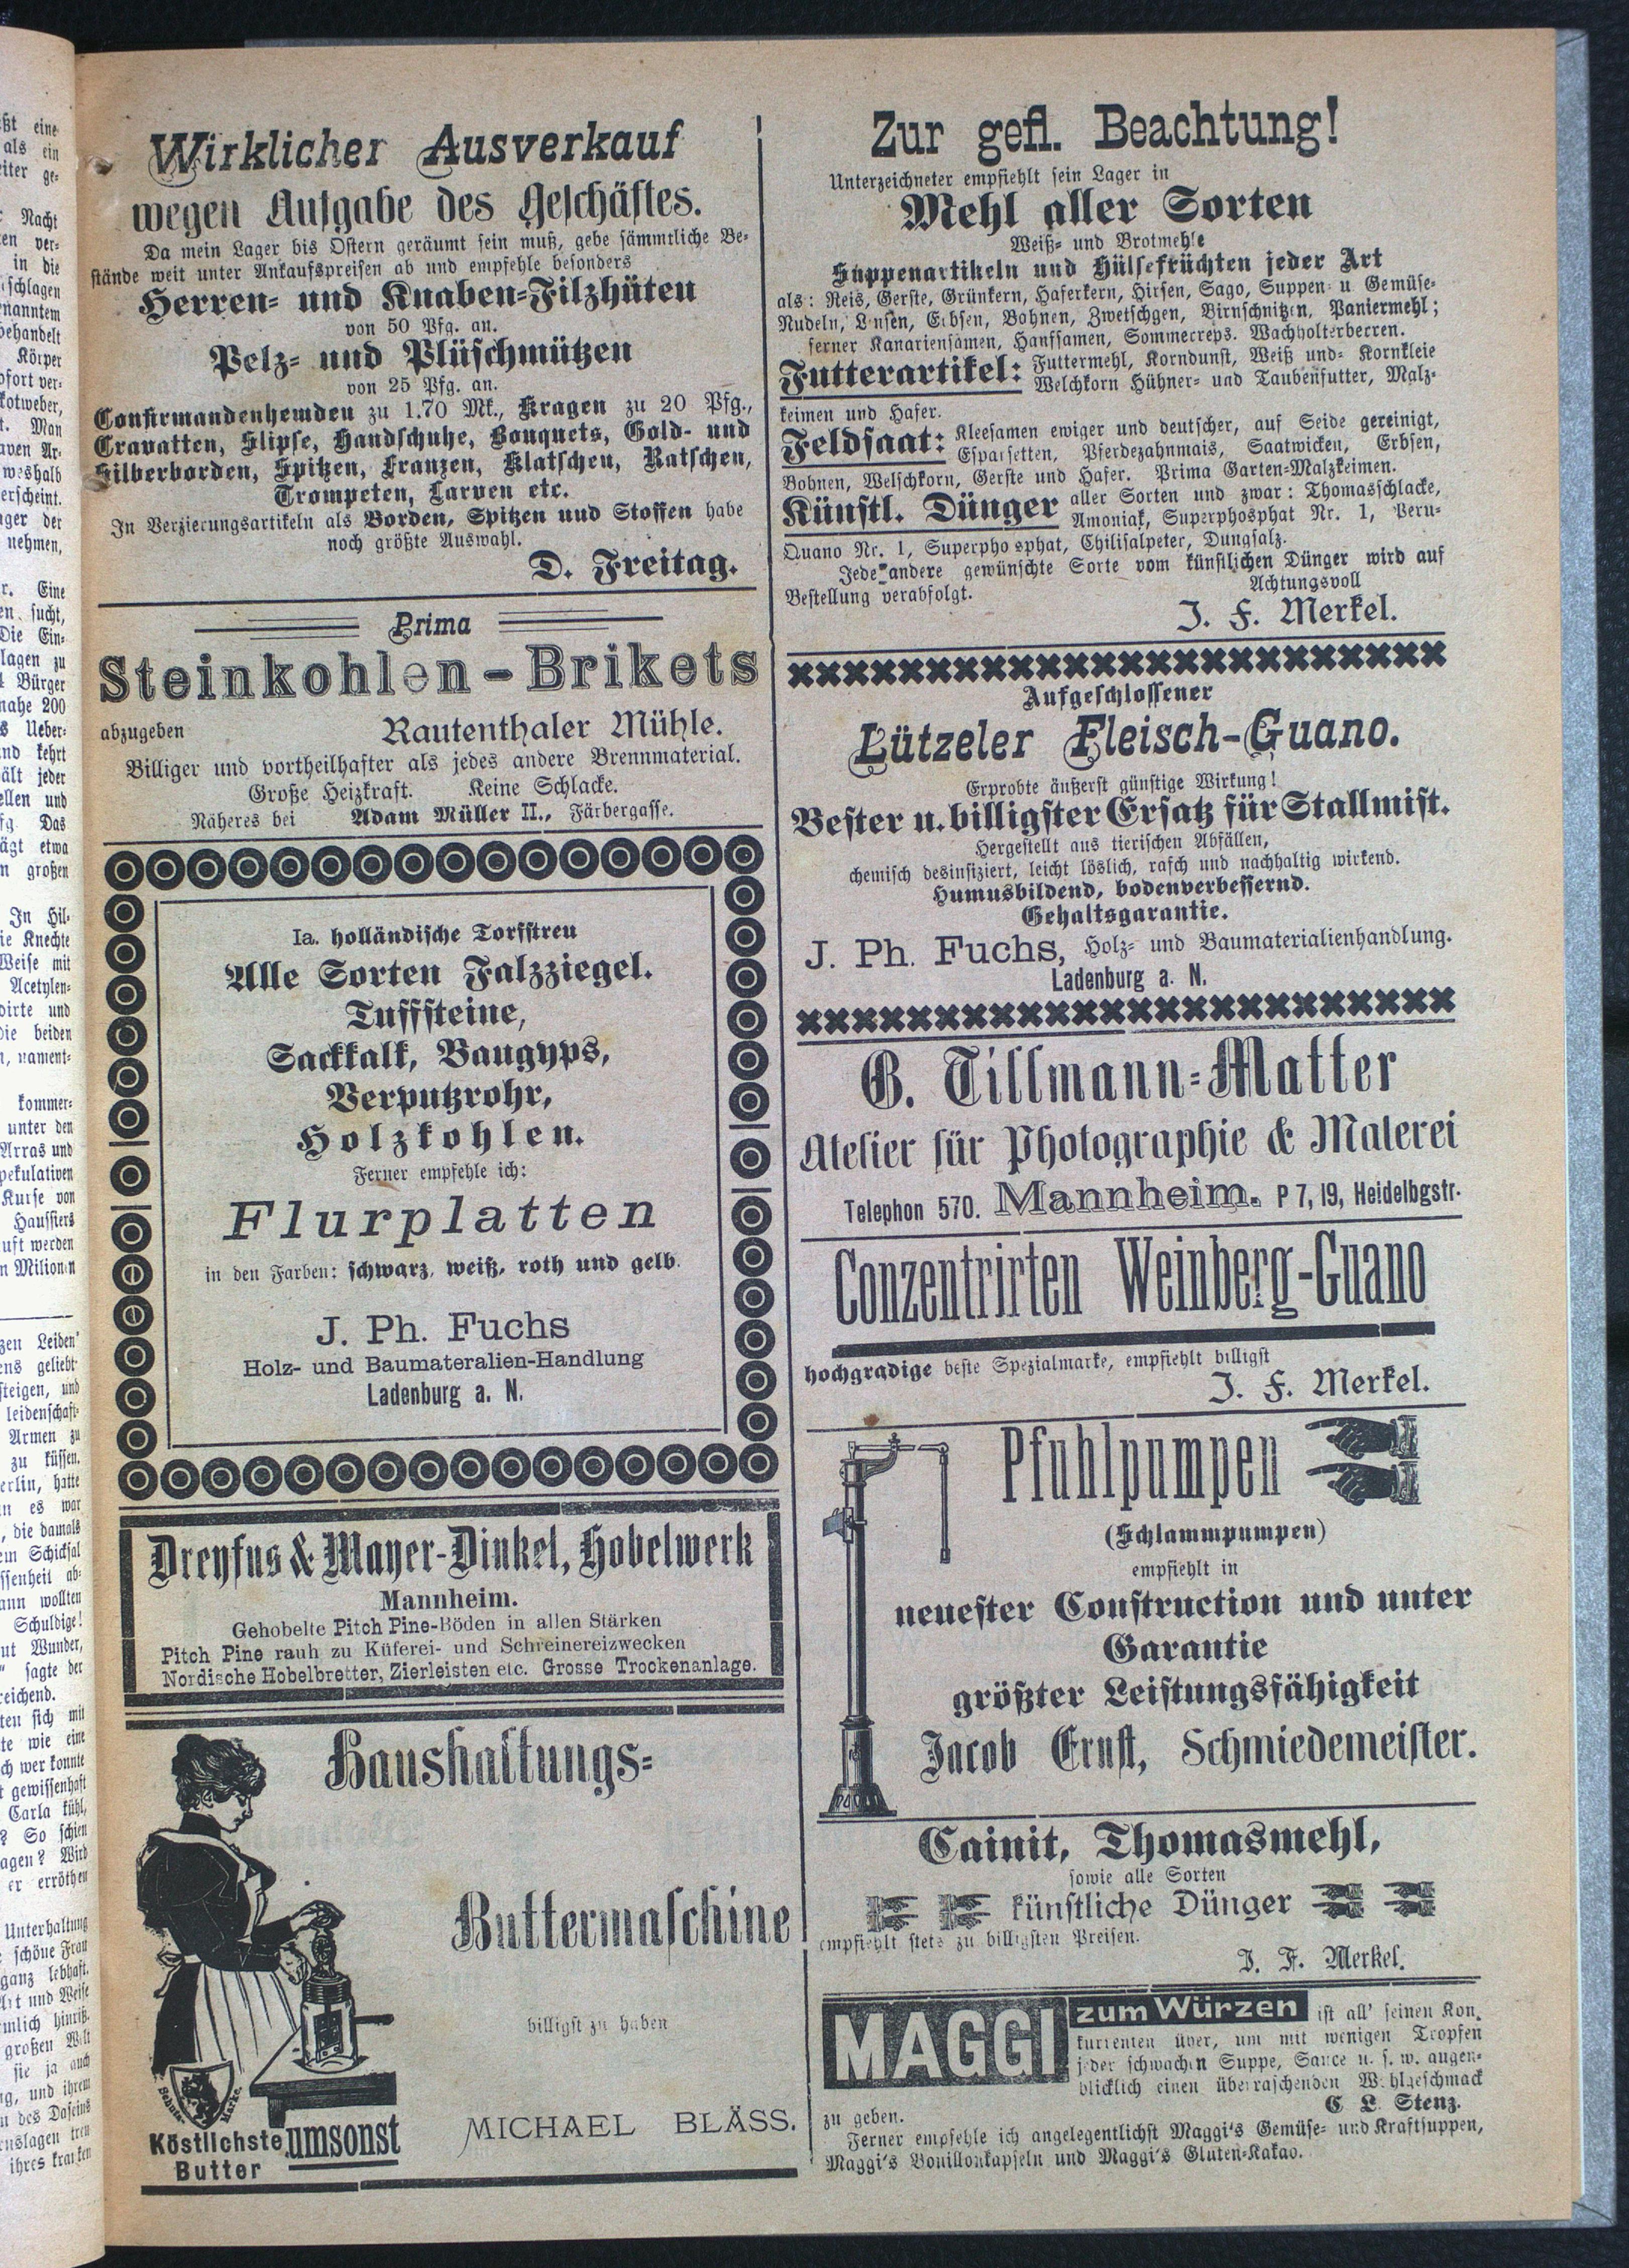 Wirklicher Ausverkauf
wegen Aufgabe des Geschäftes.
Da mein Lager bis Ostern geräumt sein muß, gebe sämmtliche Be-
stände weit unter Ankaufspreisen ab und empfehle besonders
Herren- und Knaben-Filzhüten
von 50 Pfg. an.
Pelz- und Plüschmützen
von 25 Pfg. an.
Confirmandenhemden zu 1.70 Mk., Kragen zu 20 Pfg.,
Cravatten, Slipse, Handschuhe, Bouquets, Gold- und
Silberborden, Spitzen, Franzen, Klatschen, Ratschen,
Trompeten, Larven etc.
In Verzierungsartikeln als Borden, Spitzen und Stoffen habe
noch größte Auswahl.
D. Freitag.
Prima
Steinkohlen-Brikets
abzugeben Rautenthaler Mühle.
Billiger und vortheilhafter als jedes andere Brennmaterial.
Große Heizkraft. Keine Schlacke.
Näheres bei Adam Müller II., Färbergasse.
Ia. holländische Torfstreu
Alle Sorten Falzziegel.
Tuffsteine,
Sackkalk, Baugyps,
Verputzrohr,
Holzkohlen.
Ferner empfehle ich:
Flurplatten
in den Farben: schwarz, weiß, roth und gelb.
J. Ph. Fuchs
Holz- und Baumateralien-Handlung
Ladenburg a. N.
Dreyfus & Mayer-Dinkel, Hobelwerk
Mannheim.
Gehobelte Pitch Pine-Böden in allen Stärken
Pitch Pine rauh zu Küferei- und Schreinereizwecken
Nordische Hobelbretter, Zierleisten etc. Grosse Trockenanlage.
Haushaltungs-
Buttermaschine
billigst zu haben
MICHAEL BLÄSS.
Schutz Marke.
Köstlichste umsonst
Butter
Zur gefl. Beachtung!
Unterzeichneter empfiehlt sein Lager in
Mehl aller Sorten
Weiß- und Brotmehle
Suppenartikeln und Hülsefrüchten jeder Art
als: Reis, Gerste, Grünkern, Haferkern, Hirsen, Sago, Suppen- u. Gemüse-
Nudeln, Linsen, Erbsen, Bohnen, Zwetschgen, Birnschnitzen, Paniermehl;
ferner Kanariensamen, Hanfsamen, Sommerreps. Wachholterberren.
Futterartikel: Futtermehl, Korndunst, Weiß und- Kornkleie
Welchkorn Hühner- und Taubenfutter, Malz-
keimen und Hafer.
Feldsaat: Kleesamen ewiger und deutscher, auf Seide gereinigt,
Esparsetten, Pferdezahnmais, Saatwicken, Erbsen,
Bohnen, Welschkorn, Gerste und Hafer. Prima Garten-Malzkeimen.
Künstl. Dünger aller Sorten und zwar: Thomasschlacke,
Amoniak, Superphosphat Nr. 1, Peru-
Quano Nr. 1, Superphosphat, Chilisalpeter, Dungsalz.
Jede andere gewünschte Sorte vom künstlichen Dünger wird auf
Bestellung verabfolgt. Achtungsvoll
J. F. Merkel.
Aufgeschlossener
Lützeler Fleisch-Guano.
Erprobte äußerst günstige Wirkung!
Bester u. billigster Ersatz für Stallmist.
Hergestellt aus tierischen Abfällen,
chemisch desinfiziert, leicht löslich, rasch und nachhaltig wirkend.
Humusbildend, bodenverbessernd.
Gehaltsgarantie.
J. Ph. Fuchs, Holz- und Baumaterialienhandlung.
Ladenburg a. N.
G. Tillmann-Matter
Atelier für Photographie & Malerei
Telephon 570. Mannheim. P 7, 19, Heidelbgstr.
Conzentrirten Weinberg-Guano
hochgradige beste Spezialmarke, empfiehlt billigst
J. F. Merkel.
Pfuhlpumpen
(Schlammpumpen)
empfiehlt in
neuester Construction und unter
Garantie
größter Leistungsfähigkeit
Jacob Ernst, Schmiedemeister.
Cainit, Thomasmehl,
sowie alle Sorten
künstliche Dünger
empfiehlt stets zu billigsten Preisen.
J. F. Merkel.
MAGGI zum Würzen ist all' seinen Kon-
kurrenten über, um mit wenigen Tropfen
jeder schwachen Suppe, Sauce u. s. w. augen-
blicklich einen überraschenden Wohlgeschmack
zu geben. C. L. Stenz.
Ferner empfehle ich angelegentlichst Maggi's Gemüse- und Kraftsuppen,
Maggi's Bouillonkapseln und Maggi's Gluten-Kakao.